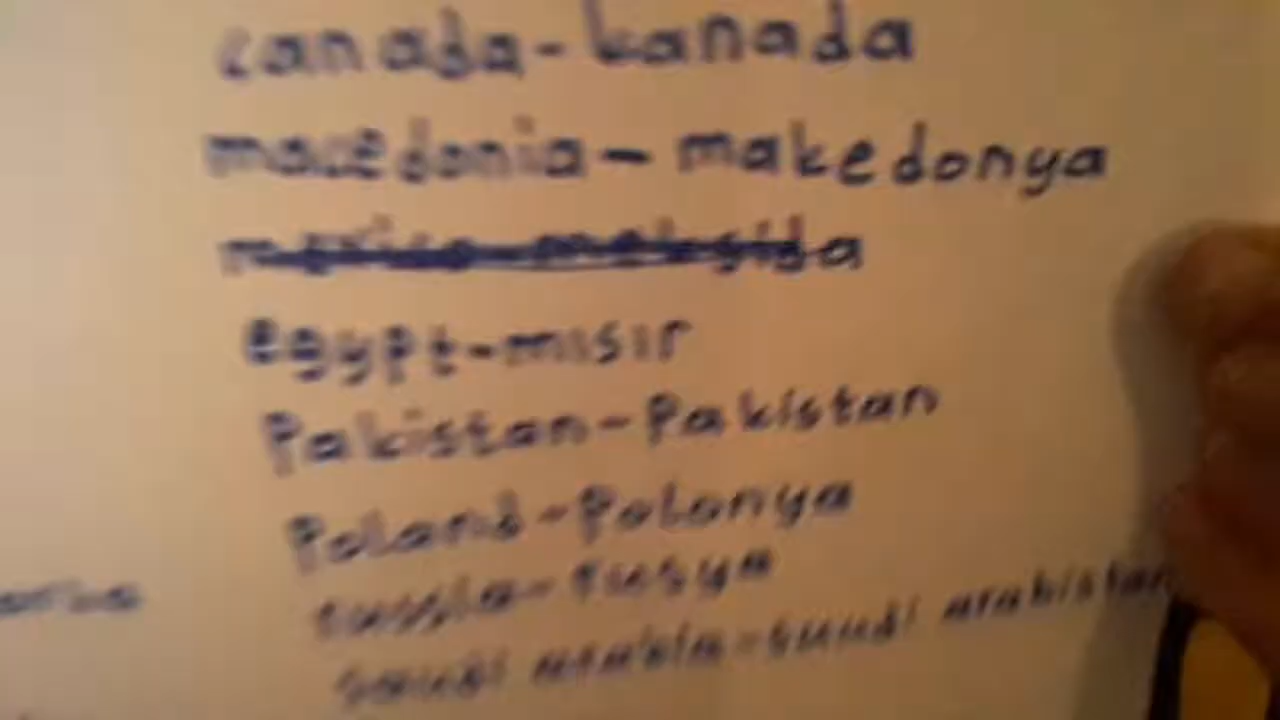 canada-kanada
macedonia-makedonya
egypt-mısır
Pakistan-Pakistan
Poland-Polonya
russia-rusya
saudi arabia-suudi arabistan